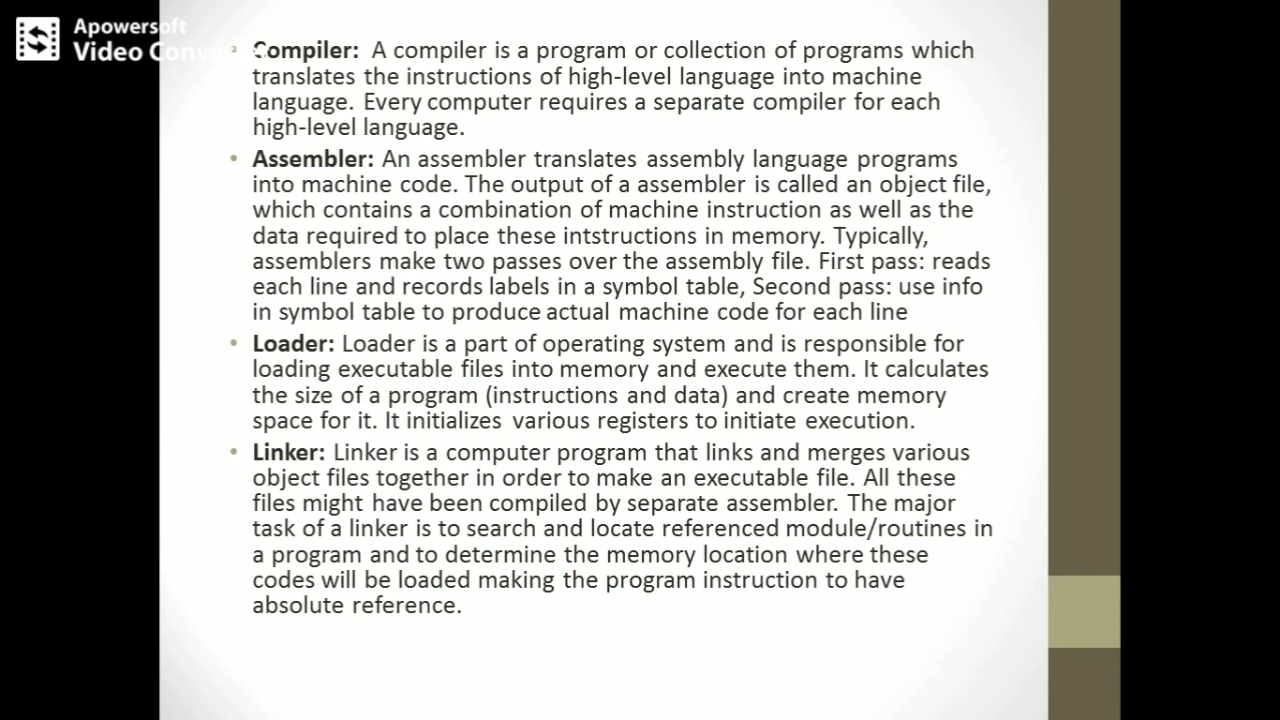 Apowersoft
Video Conve
Compiler: A compiler is a program or collection of programs which
translates the instructions of high-level language into machine
language. Every computer requires a separate compiler for each
high-level language.
Assembler: An assembler translates assembly language programs
into machine code. The output of a assembler is called an object file,
which contains a combination of machine instruction as well as the
data required to place these intstructions in memory. Typically,
assemblers make two passes over the assembly file. First pass: reads
each line and records labels in a symbol table, Second pass: use info
in symbol table to produce actual machine code for each line
Loader: Loader is a part of operating system and is responsible for
loading executable files into memory and execute them. It calculates
the size of a program (instructions and data) and create memory
space for it. It initializes various registers to initiate execution.
Linker: Linker is a computer program that links and merges various
object files together in order to make an executable file. All these
files might have been compiled by separate assembler. The major
task of a linker is to search and locate referenced module/routines in
a program and to determine the memory location where these
codes will be loaded making the program instruction to have
absolute reference.